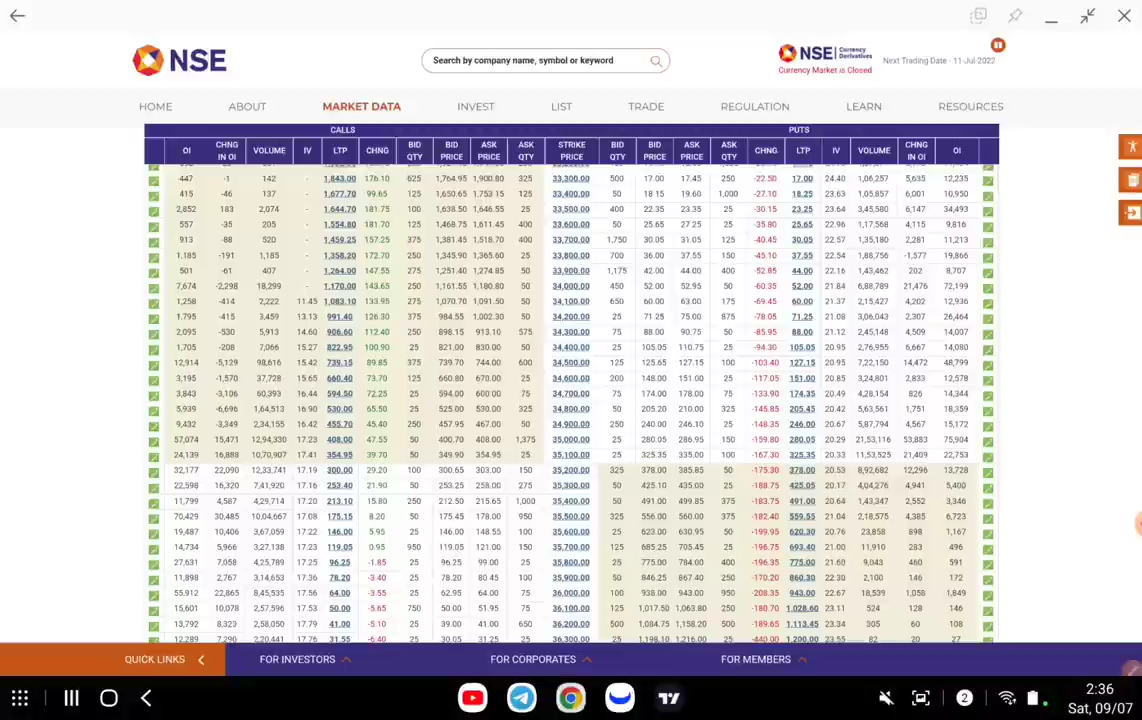 NSE
Search by company name, symbol or keyword
NSE Currency Derivatives
Currency Market is Closed
Next Trading Date - 11-Jul-2022
HOME ABOUT MARKET DATA INVEST LIST TRADE REGULATION LEARN RESOURCES
CALLS PUTS
OI CHNG IN OI VOLUME IV LTP CHNG BID QTY BID PRICE ASK PRICE ASK QTY STRIKE PRICE BID QTY BID PRICE ASK PRICE ASK QTY CHNG LTP IV VOLUME CHNG IN OI OI
447 -1 142 - 1,843.00 176.10 625 1,764.95 1,900.80 325 33,300.00 500 17.00 17.45 250 -22.50 17.00 24.40 1,06,257 5,635 12,235
415 -46 137 - 1,677.70 99.65 125 1,650.65 1,753.15 125 33,400.00 50 18.15 19.60 1,000 -27.10 18.25 23.63 1,05,857 6,001 10,950
2,852 183 2,074 - 1,644.70 181.75 100 1,638.50 1,646.55 25 33,500.00 400 22.35 23.35 25 -30.15 23.25 23.64 3,45,580 6,147 34,493
557 -35 205 - 1,554.80 181.70 125 1,468.75 1,611.45 400 33,600.00 50 25.65 27.25 25 -35.80 25.65 22.96 1,17,568 4,115 9,816
913 -88 520 - 1,459.25 157.25 375 1,381.45 1,518.70 400 33,700.00 1,750 30.05 31.05 125 -40.45 30.05 22.57 1,35,180 2,281 11,213
1,185 -191 1,185 - 1,358.20 172.70 250 1,345.90 1,365.60 25 33,800.00 700 36.00 37.55 150 -45.10 37.55 22.54 1,88,756 -1,577 19,866
501 -61 407 - 1,264.00 147.55 275 1,251.40 1,274.85 50 33,900.00 1,175 42.00 44.00 400 -52.85 44.00 22.16 1,43,462 202 8,707
7,674 -2,298 18,299 - 1,170.00 143.65 250 1,161.55 1,180.80 50 34,000.00 450 52.00 52.95 50 -60.35 52.00 21.84 6,88,789 21,476 72,199
1,258 -414 2,222 11.45 1,083.10 133.95 275 1,070.70 1,091.50 50 34,100.00 650 60.00 63.00 175 -69.45 60.00 21.37 2,15,427 4,202 12,936
1,795 -415 3,459 13.13 991.40 126.30 375 984.55 1,002.30 50 34,200.00 25 71.25 75.00 875 -78.05 71.25 21.08 3,06,043 2,307 26,464
2,095 -530 5,913 14.60 906.60 112.40 250 898.15 913.10 575 34,300.00 75 88.00 90.75 50 -85.95 88.00 21.12 2,45,148 4,509 14,007
1,705 -208 7,066 15.27 822.95 100.90 25 821.00 830.00 50 34,400.00 25 105.05 110.75 25 -94.30 105.05 20.95 2,76,955 6,667 14,080
12,914 -5,129 98,616 15.42 739.15 89.85 375 739.70 744.00 600 34,500.00 125 125.65 127.15 100 -103.40 127.15 20.95 7,22,150 14,472 48,799
3,195 -1,570 37,728 15.65 660.40 73.70 125 660.80 670.00 25 34,600.00 200 148.00 151.00 25 -117.05 151.00 20.85 3,24,801 2,833 12,578
3,843 -3,106 60,393 16.44 594.50 72.25 25 594.00 600.00 75 34,700.00 75 174.00 178.00 75 -133.90 174.35 20.49 4,28,154 826 14,344
5,939 -6,696 1,64,513 16.90 530.00 65.50 25 525.00 530.00 325 34,800.00 50 205.20 210.00 325 -145.85 205.45 20.42 5,63,561 1,751 18,359
9,432 -3,349 2,34,155 16.42 455.70 45.40 250 457.95 467.00 50 34,900.00 250 240.00 246.10 25 -148.35 246.00 20.67 5,87,794 4,567 15,172
57,074 15,471 12,94,330 17.23 408.00 47.55 50 400.70 408.00 1,375 35,000.00 25 280.05 286.95 150 -159.80 280.05 20.29 21,53,116 53,883 75,904
24,139 16,888 10,70,907 17.41 354.95 39.70 50 349.90 354.95 25 35,100.00 25 325.35 335.00 100 -167.30 325.35 20.33 11,53,525 21,409 22,753
32,177 22,090 12,33,741 17.19 300.00 29.20 100 300.65 303.00 150 35,200.00 325 378.00 385.85 50 -175.30 378.00 20.53 8,92,682 12,296 13,728
22,598 16,320 7,41,920 17.16 253.40 21.90 50 253.25 258.00 275 35,300.00 50 425.10 435.00 25 -188.75 425.05 20.17 4,04,276 4,941 5,400
11,799 4,587 4,29,714 17.20 213.10 15.80 250 212.50 215.65 1,000 35,400.00 50 491.00 499.85 375 -183.75 491.00 20.64 1,43,347 2,552 3,346
70,429 30,485 10,04,667 17.08 175.15 8.20 50 175.45 178.00 950 35,500.00 325 556.00 560.00 375 -182.40 559.55 21.04 2,18,575 4,385 6,723
19,487 10,406 3,67,059 17.22 146.00 5.95 25 146.00 148.55 100 35,600.00 25 623.00 630.95 50 -199.95 620.30 20.76 23,858 898 1,167
14,734 5,966 3,27,138 17.23 119.05 0.95 950 119.05 121.00 150 35,700.00 125 685.25 705.45 25 -196.75 693.40 21.00 11,910 283 496
27,631 7,058 4,25,789 17.25 96.25 -1.85 25 96.25 99.00 25 35,800.00 25 775.00 784.00 400 -196.35 775.00 21.60 9,043 460 591
11,898 2,767 3,14,653 17.36 78.20 -3.40 25 78.20 80.45 100 35,900.00 50 846.25 867.40 250 -170.20 860.30 22.30 2,100 146 172
55,912 22,865 8,45,535 17.56 64.00 -3.55 25 62.95 64.00 75 36,000.00 100 938.00 943.00 950 -208.35 943.00 22.67 18,539 1,058 1,849
15,601 10,078 2,57,596 17.53 50.00 -5.65 750 50.00 51.95 75 36,100.00 125 1,017.50 1,063.80 250 -180.70 1,028.60 23.11 524 128 146
13,792 8,323 2,58,050 17.79 41.00 -5.10 25 39.00 41.00 650 36,200.00 500 1,084.75 1,158.20 500 -189.65 1,113.45 23.34 305 60 108
12,289 7,290 2,20,441 17.76 31.55 -6.40 25 30.05 31.25 25 36,300.00 25 1,198.10 1,216.00 25 -440.00 1,200.00 23.55 82 20 27
QUICK LINKS FOR INVESTORS FOR CORPORATES FOR MEMBERS
2
2:36
Sat, 09/07